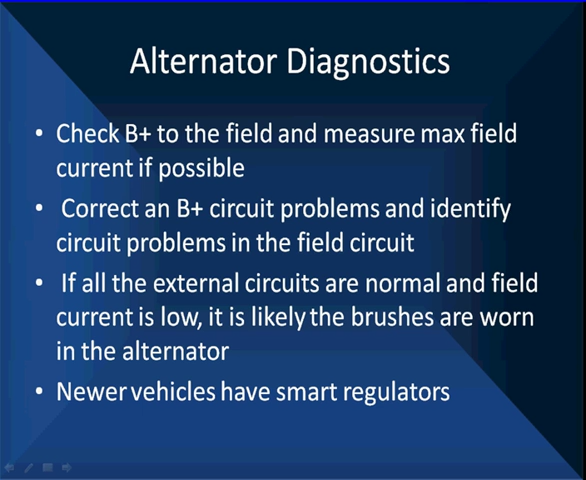 Alternator Diagnostics
• Check B+ to the field and measure max field
current if possible
• Correct an B+ circuit problems and identify
circuit problems in the field circuit
• If all the external circuits are normal and field
current is low, it is likely the brushes are worn
in the alternator
• Newer vehicles have smart regulators